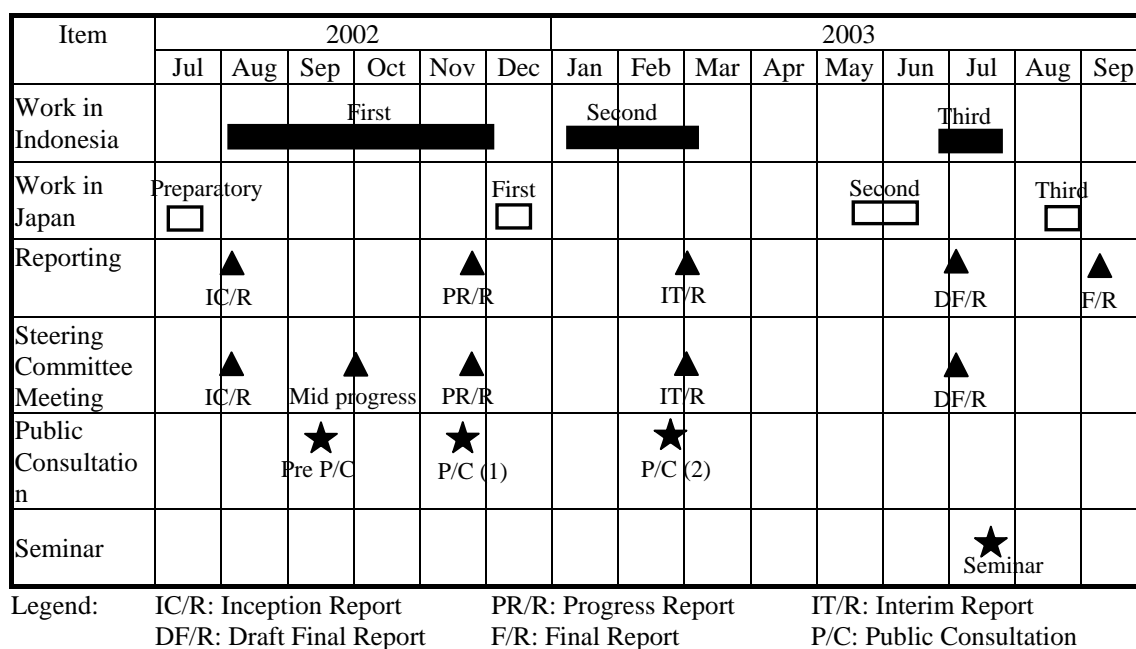 Item 2002 2003
Jul Aug Sep Oct Nov Dec Jan Feb Mar Apr May Jun Jul Aug Sep
Work in
Indonesia
First Second Third
Work in
Japan
Preparatory First Second Third
Reporting
IC/R PR/R IT/R DF/R F/R
Steering
Committee
Meeting
IC/R Mid progress PR/R IT/R DF/R
Public
Consultatio
n
Pre P/C P/C (1) P/C (2)
Seminar
Seminar
Legend: IC/R: Inception Report PR/R: Progress Report IT/R: Interim Report
DF/R: Draft Final Report F/R: Final Report P/C: Public Consultation